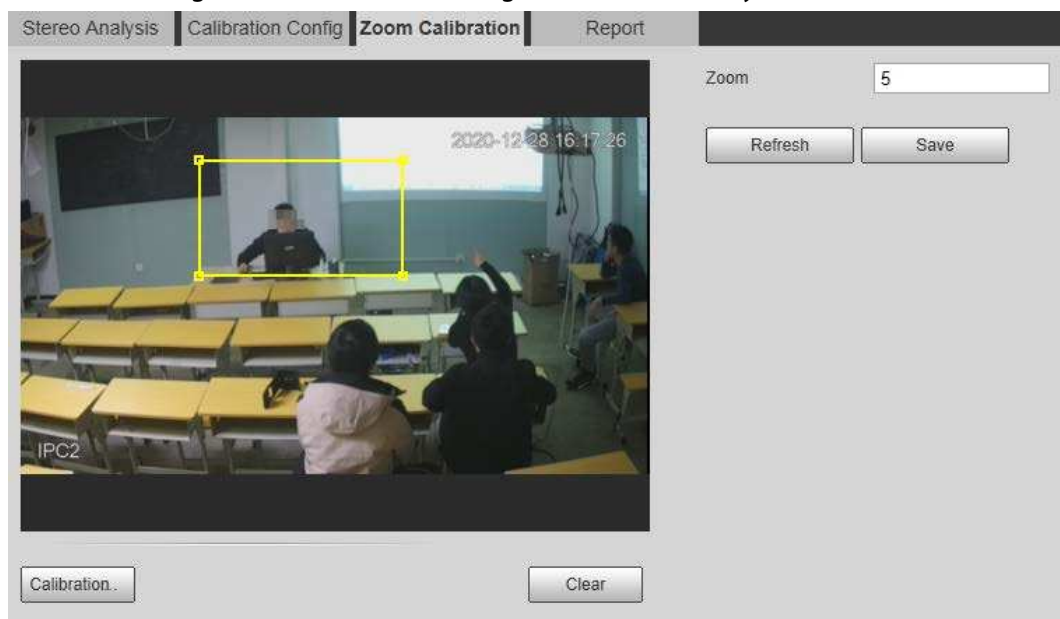 Stereo Analysis Calibration Config Zoom Calibration Report
Zoom 5
2020-12-28 16:17:26
Refresh Save
IPC2
Calibration..
Clear